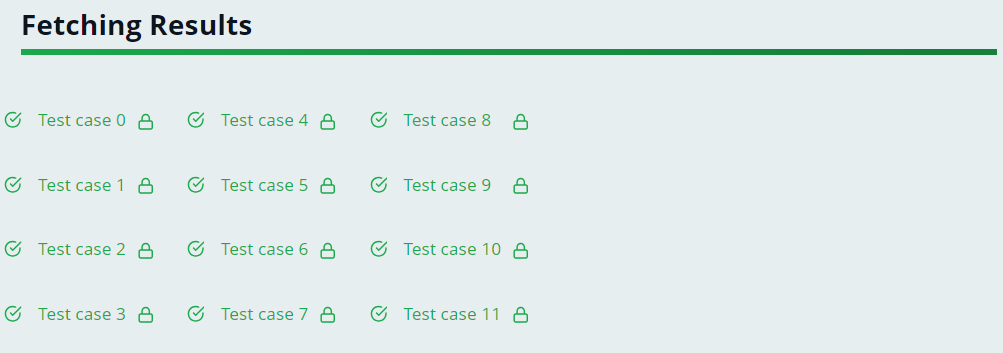 Fetching Results
Test case 0 Test case 4 Test case 8
Test case 1 Test case 5 Test case 9
Test case 2 Test case 6 Test case 10
Test case 3 Test case 7 Test case 11